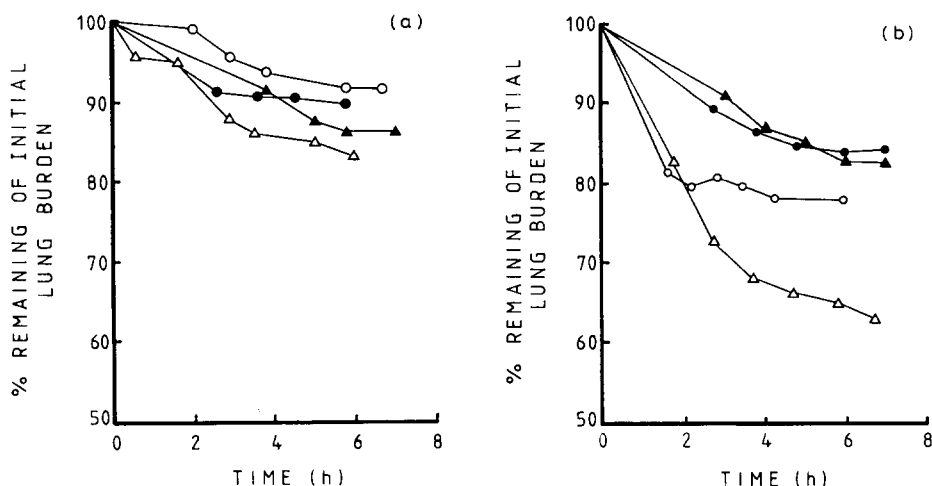 (a)
% REMAINING OF INITIAL
LUNG BURDEN
100
90
80
70
60
50
0 2 4 6 8
TIME (h)
(b)
% REMAINING OF INITIAL
LUNG BURDEN
100
90
80
70
60
50
0 2 4 6 8
TIME (h)